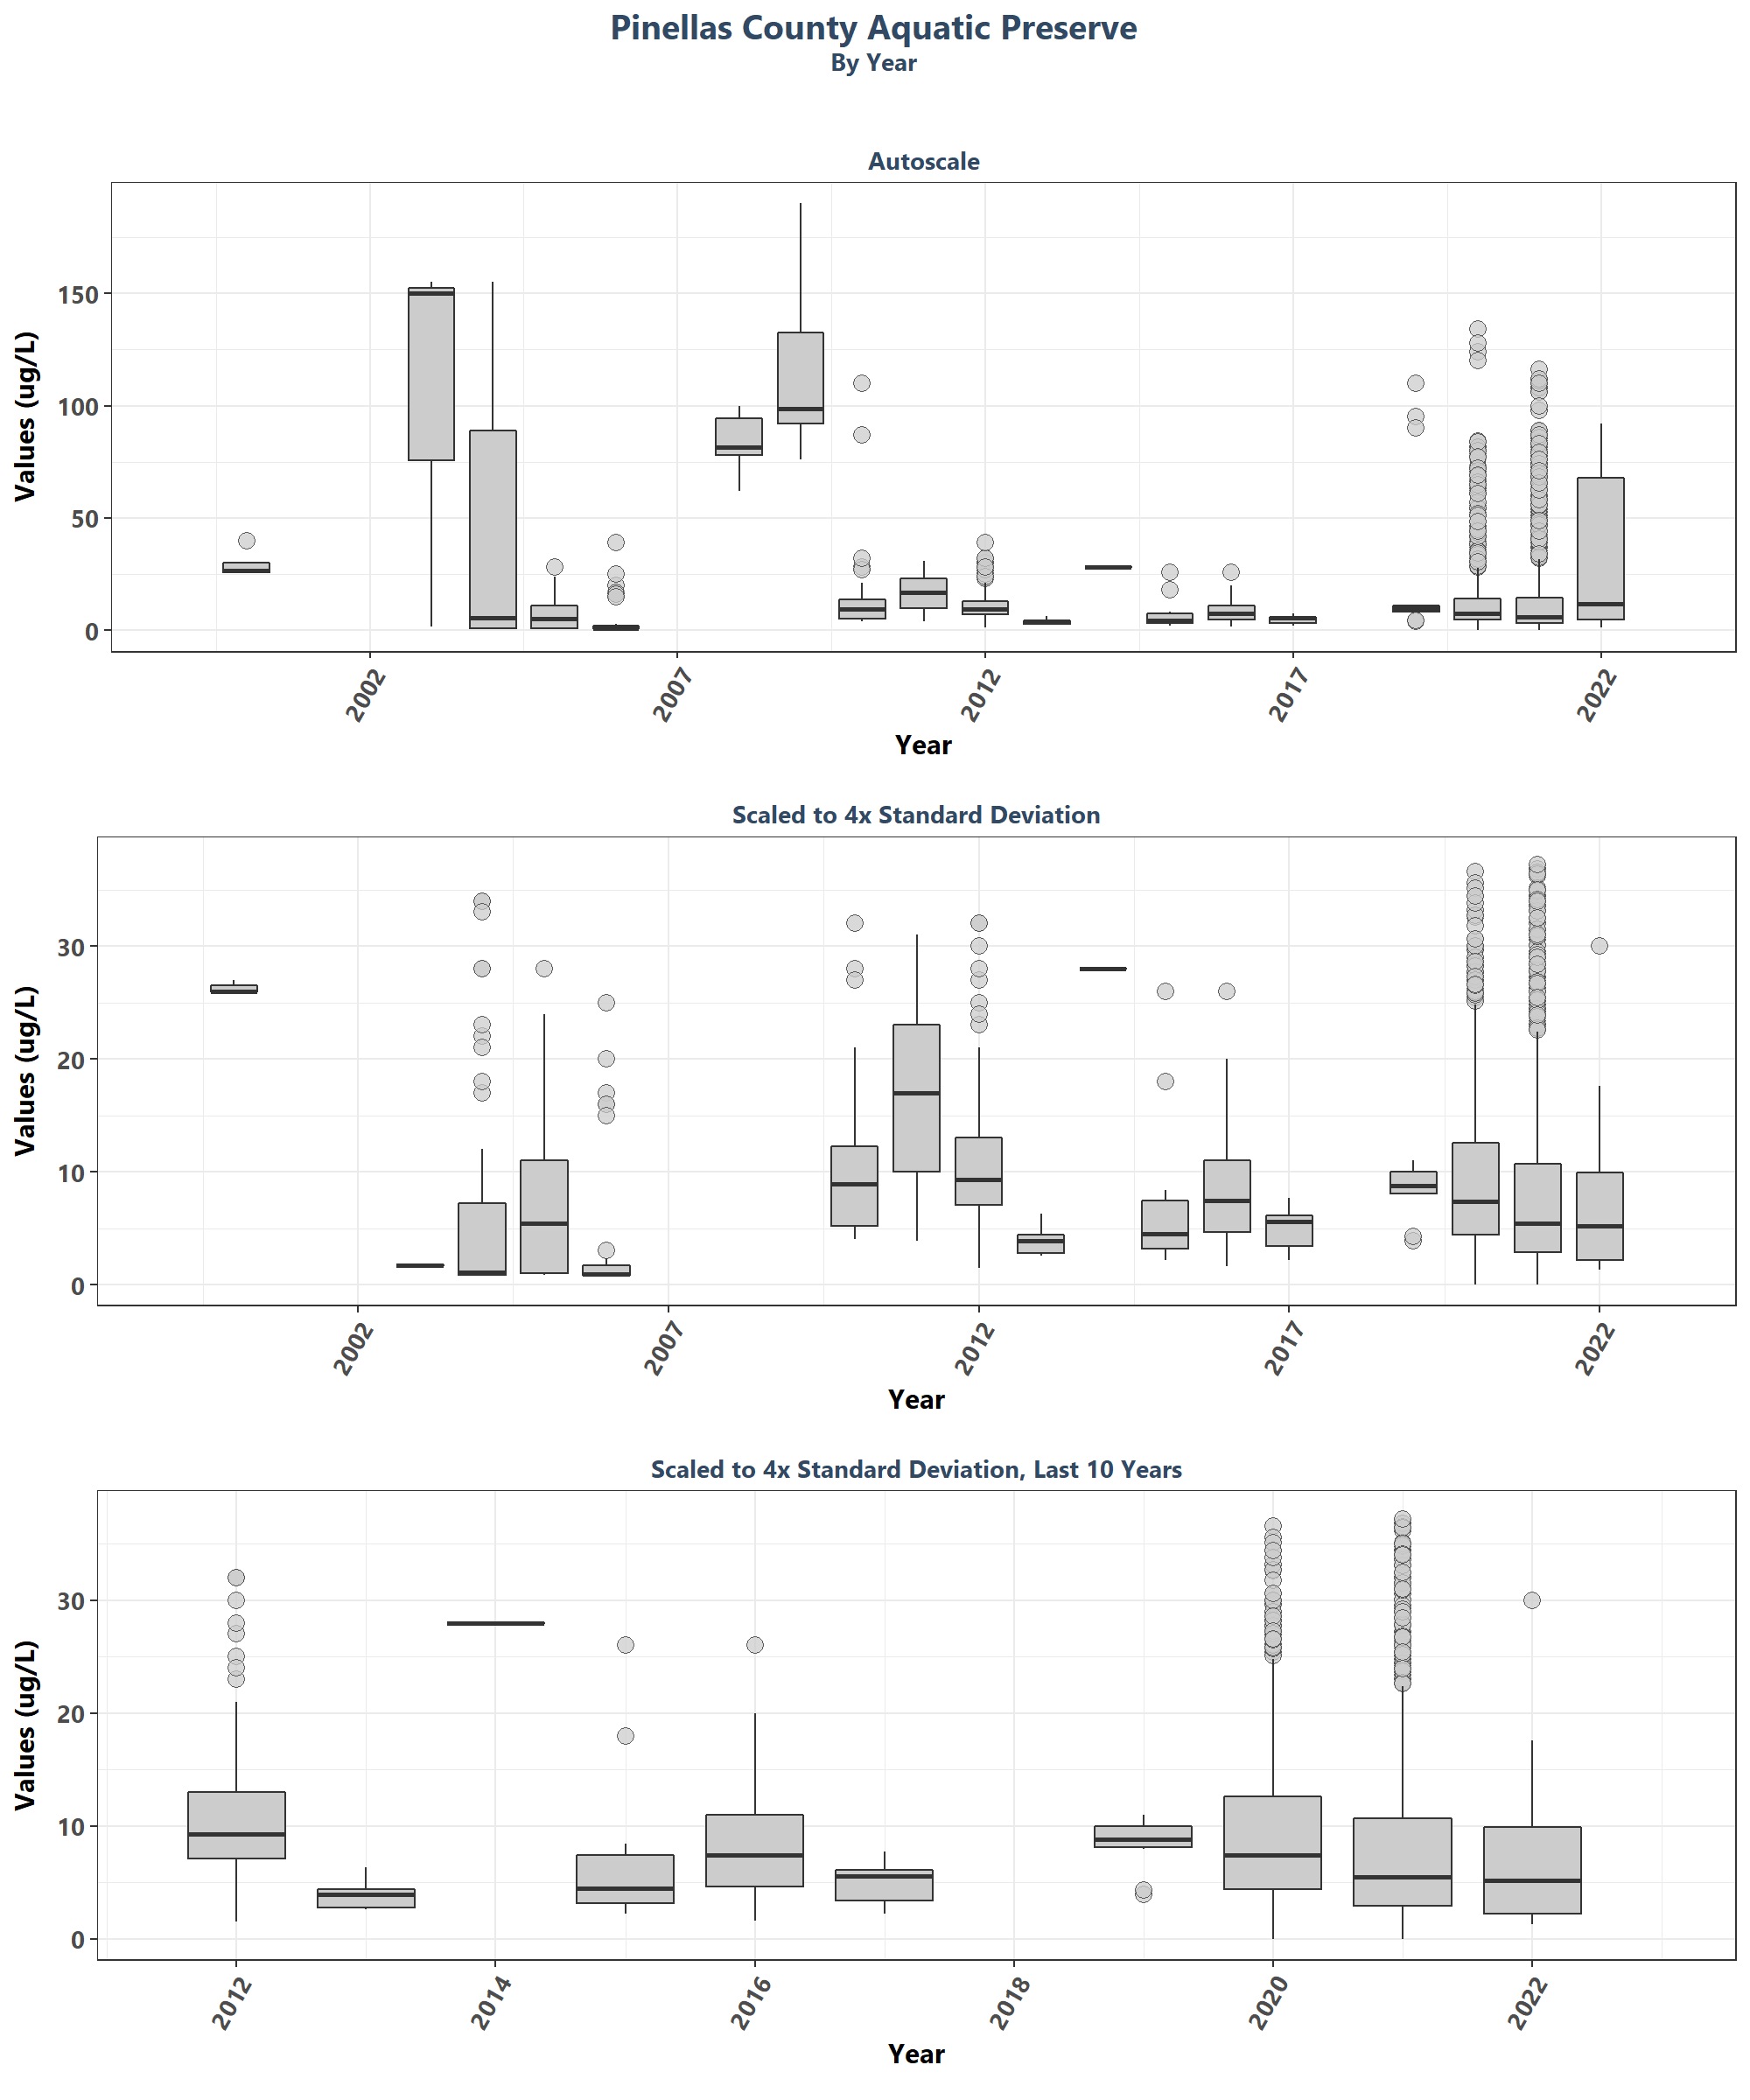 Pinellas County Aquatic Preserve
By Year
Autoscale
Values (ug/L)
150
100
50
0
2002
2007
2012
2017
2022
Year
Scaled to 4x Standard Deviation
Values (ug/L)
30
20
10
0
2002
2007
2012
2017
2022
Year
Scaled to 4x Standard Deviation, Last 10 Years
Values (ug/L)
30
20
10
0
2012
2014
2016
2018
2020
2022
Year